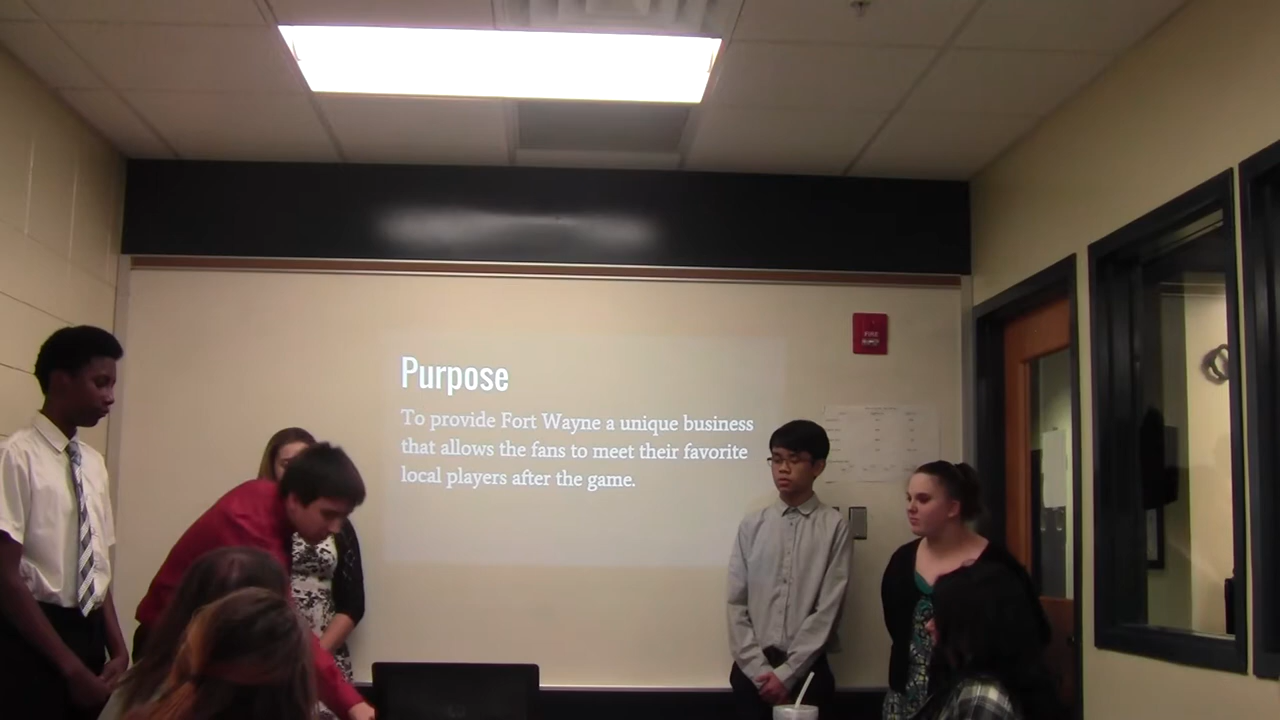 Purpose
To provide Fort Wayne a unique business
that allows the fans to meet their favorite
local players after the game.
FIRE